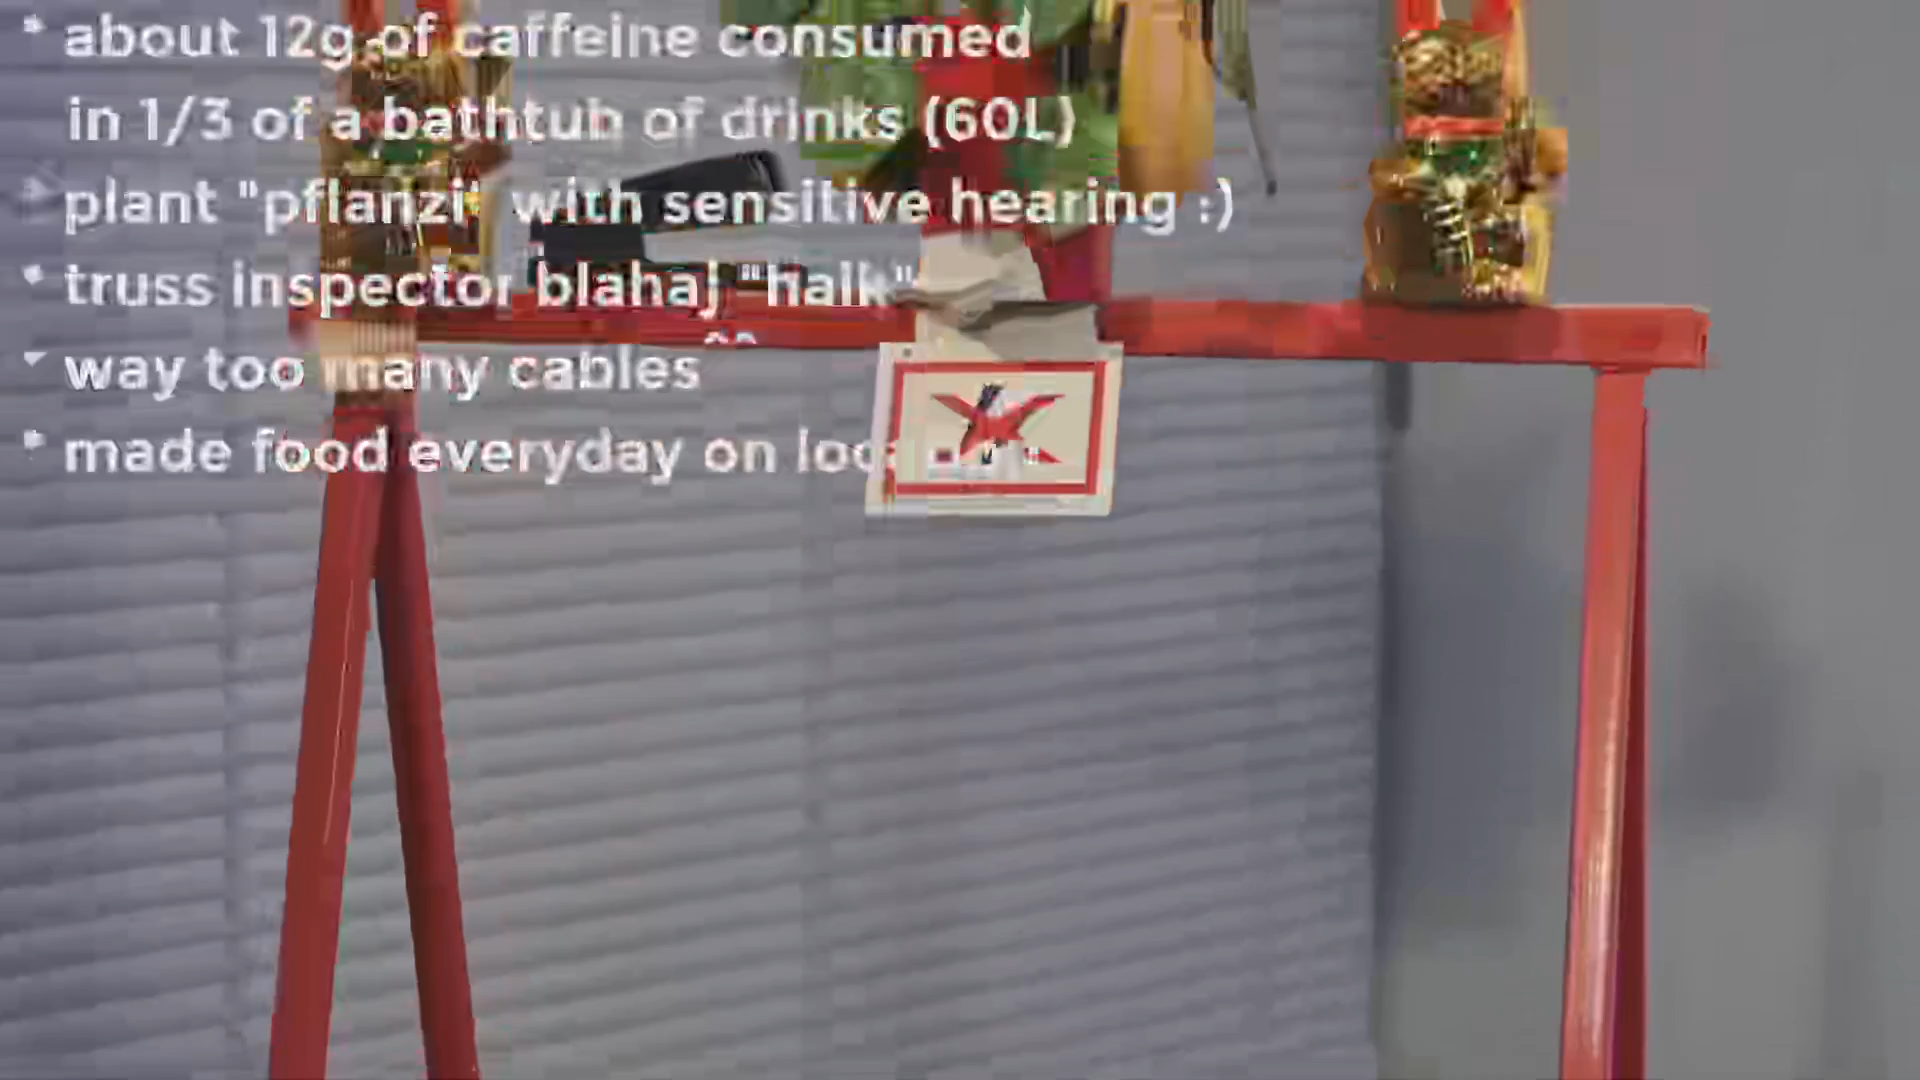 * about 12g of caffeine consumed
in 1/3 of a bathtub of drinks (60L)
* plant "pflanzi" with sensitive hearing :)
* truss inspector blahaj "haik"
^^
* way too many cables
* made food everyday on